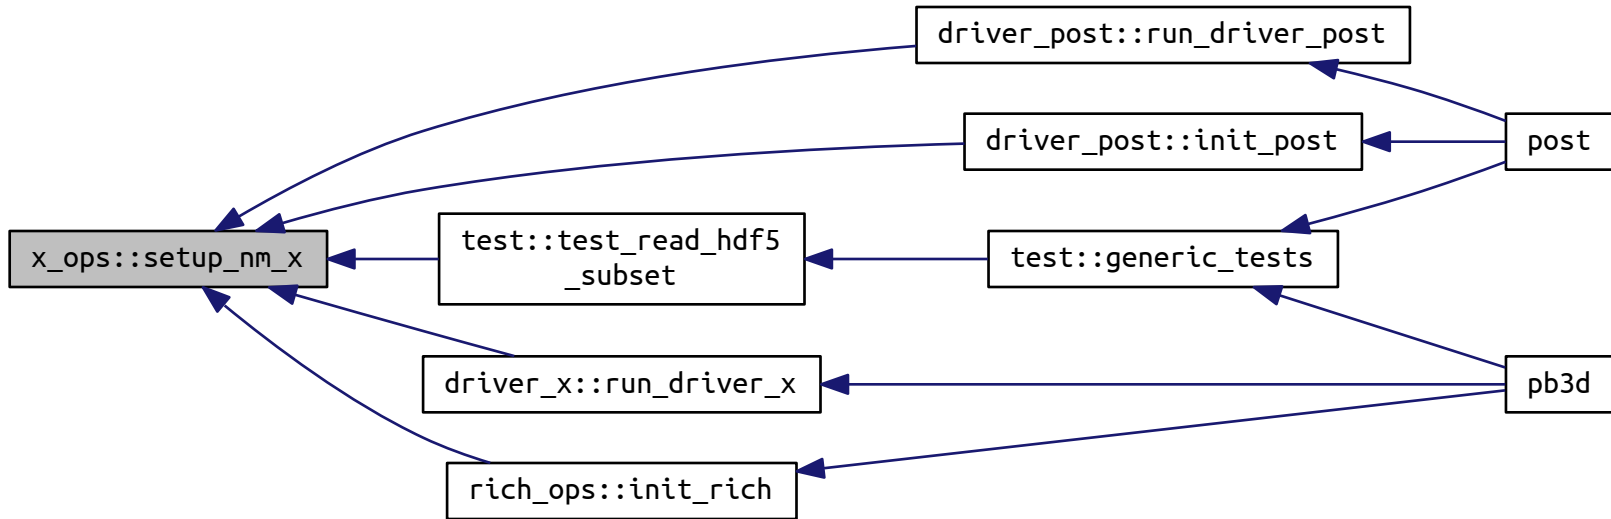 driver_post::run_driver_post
driver_post::init_post
post
x_ops::setup_nm_x
test::test_read_hdf5
_subset
test::generic_tests
driver_x::run_driver_x
pb3d
rich_ops::init_rich